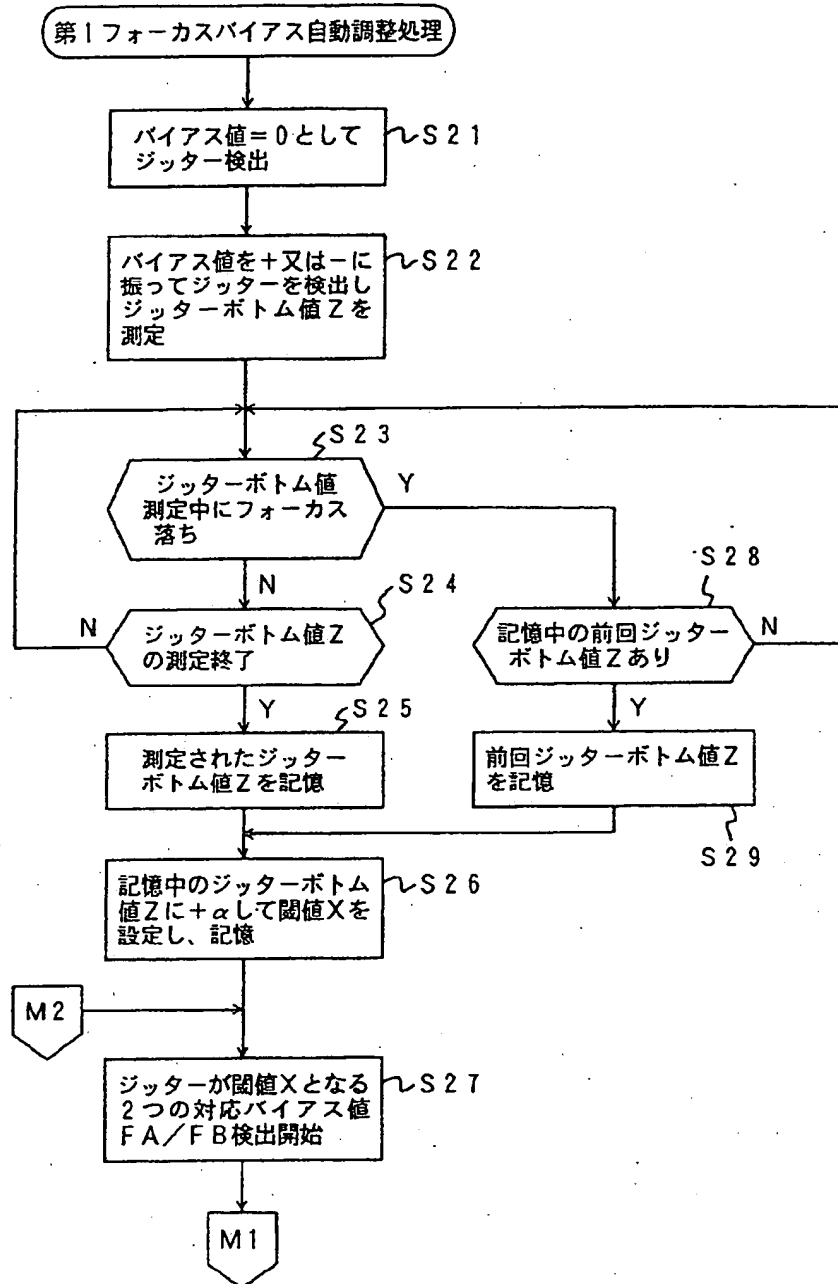 第1フォーカスバイアス自動調整処理
バイアス値=0として
ジッター検出
S21
バイアス値を+又は-に
振ってジッターを検出し
ジッターボトム値Zを
測定
S22
S23
ジッターボトム値
測定中にフォーカス
落ち
Y
N
S24
ジッターボトム値Z
の測定終了
N
Y
S28
記憶中の前回ジッター
ボトム値Zあり
N
Y
S25
測定されたジッター
ボトム値Zを記憶
前回ジッターボトム値Z
を記憶
S29
記憶中のジッターボトム
値Zに+αして閾値Xを
設定し、記憶
S26
M2
ジッターが閾値Xとなる
2つの対応バイアス値
FA/FB検出開始
S27
M1